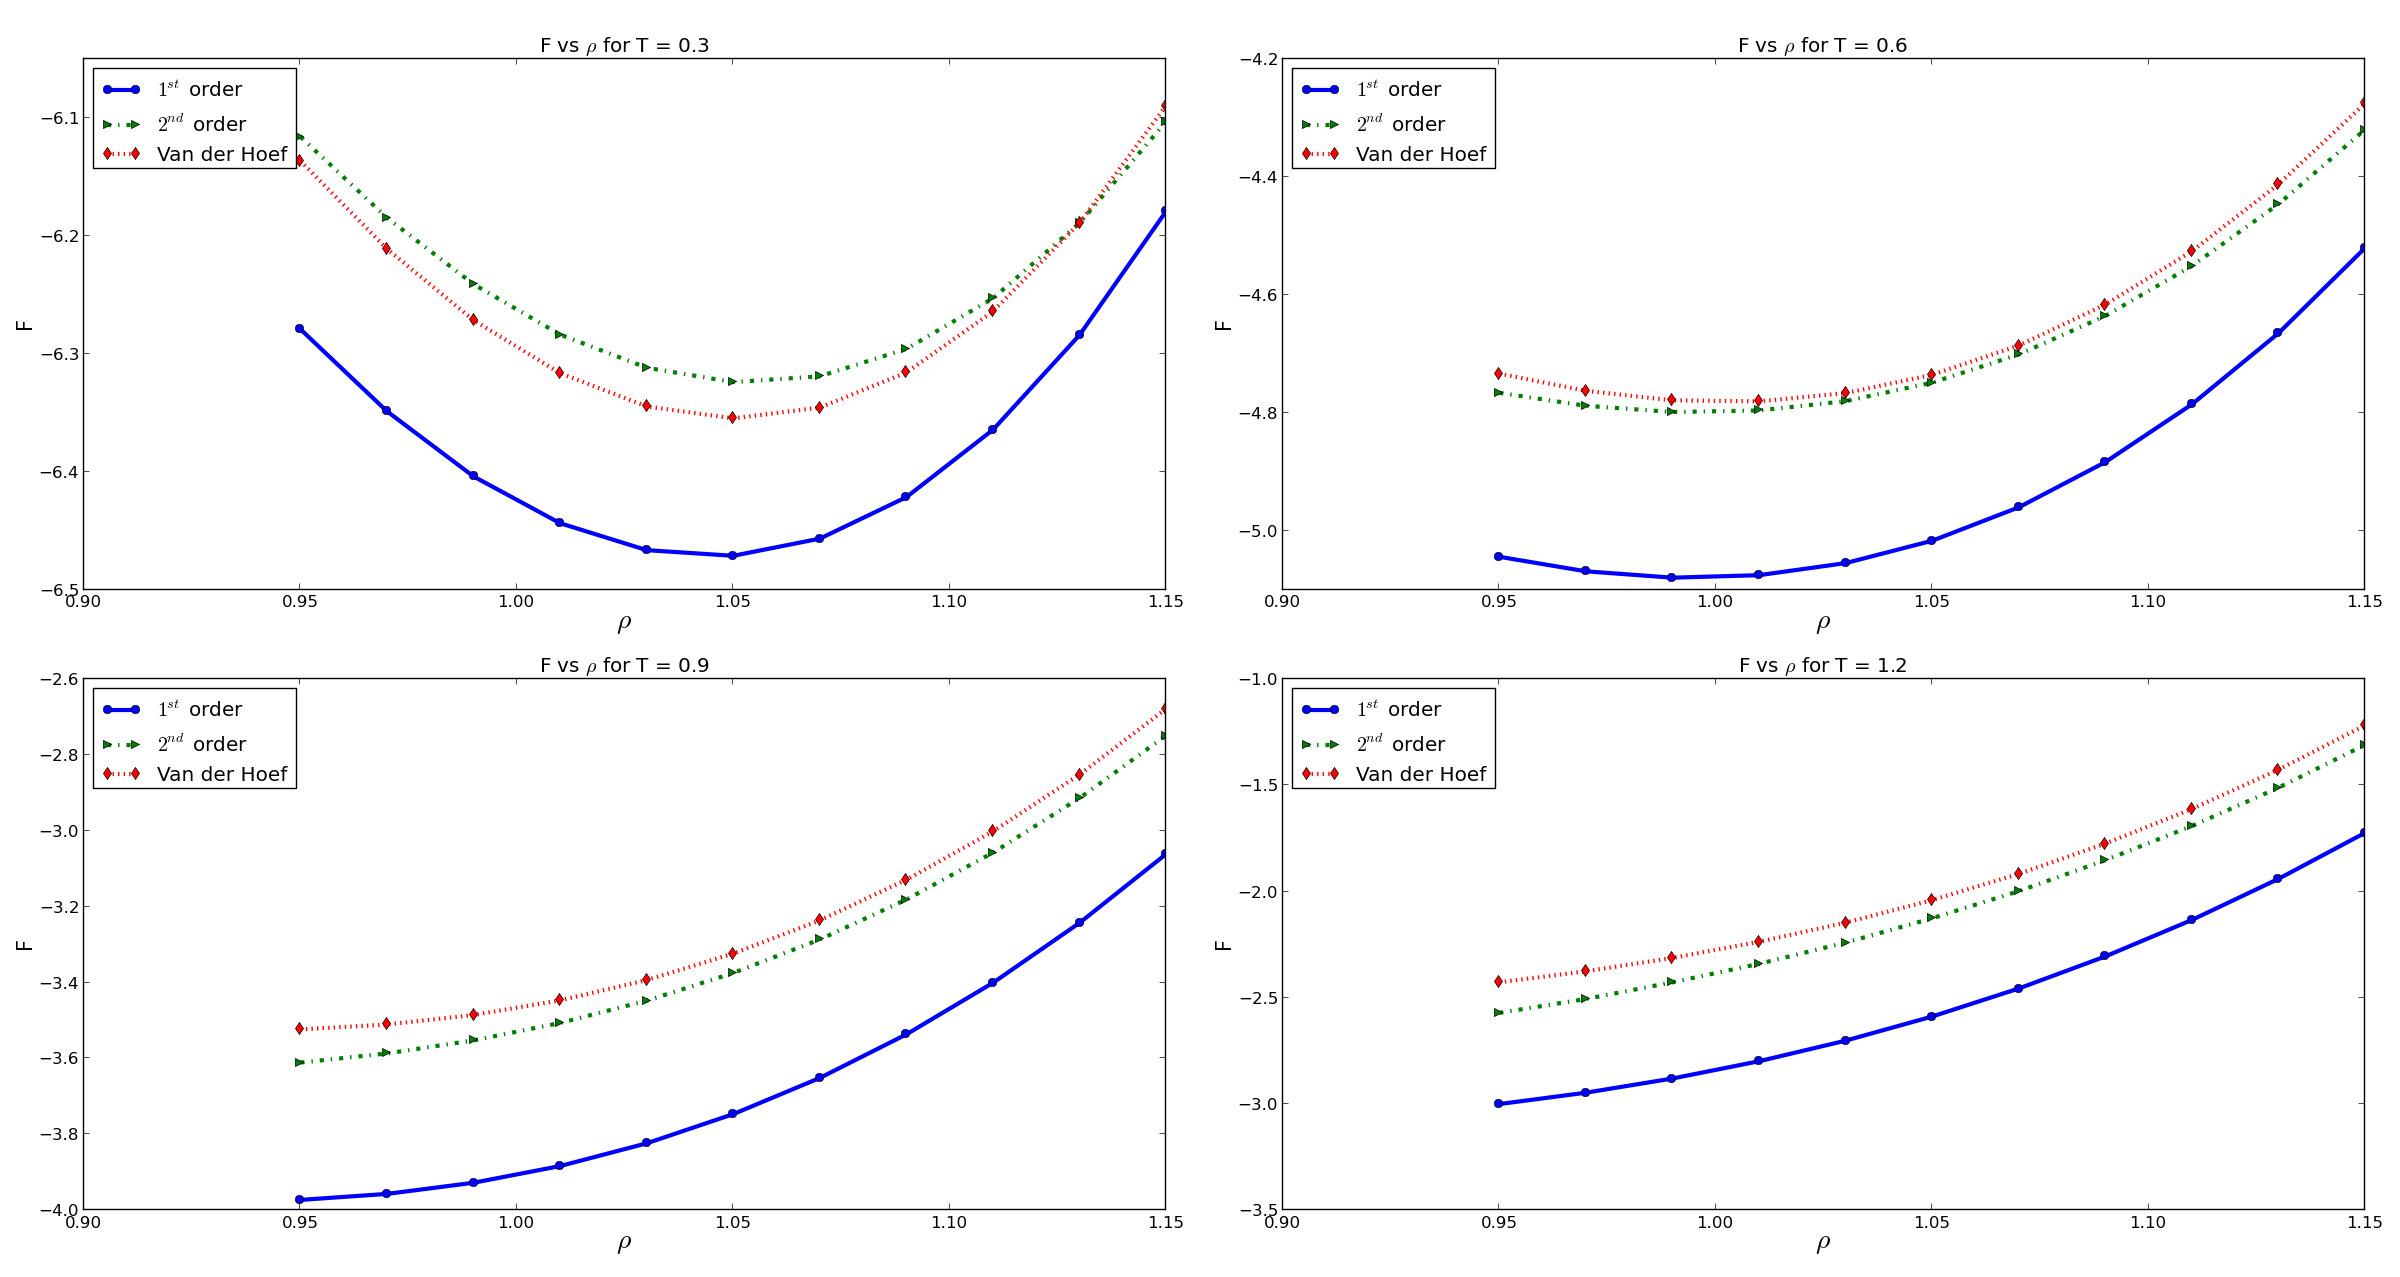 F vs ρ for T = 0.3
1st order
2nd order
Van der Hoef
−6.1
−6.2
−6.3
−6.4
−6.5
F
0.90 0.95 1.00 1.05 1.10 1.15
ρ
F vs ρ for T = 0.6
1st order
2nd order
Van der Hoef
−4.2
−4.4
−4.6
−4.8
−5.0
F
0.90 0.95 1.00 1.05 1.10 1.15
ρ
F vs ρ for T = 0.9
1st order
2nd order
Van der Hoef
−2.6
−2.8
−3.0
−3.2
−3.4
−3.6
−3.8
−4.0
F
0.90 0.95 1.00 1.05 1.10 1.15
ρ
F vs ρ for T = 1.2
1st order
2nd order
Van der Hoef
−1.0
−1.5
−2.0
−2.5
−3.0
−3.5
F
0.90 0.95 1.00 1.05 1.10 1.15
ρ